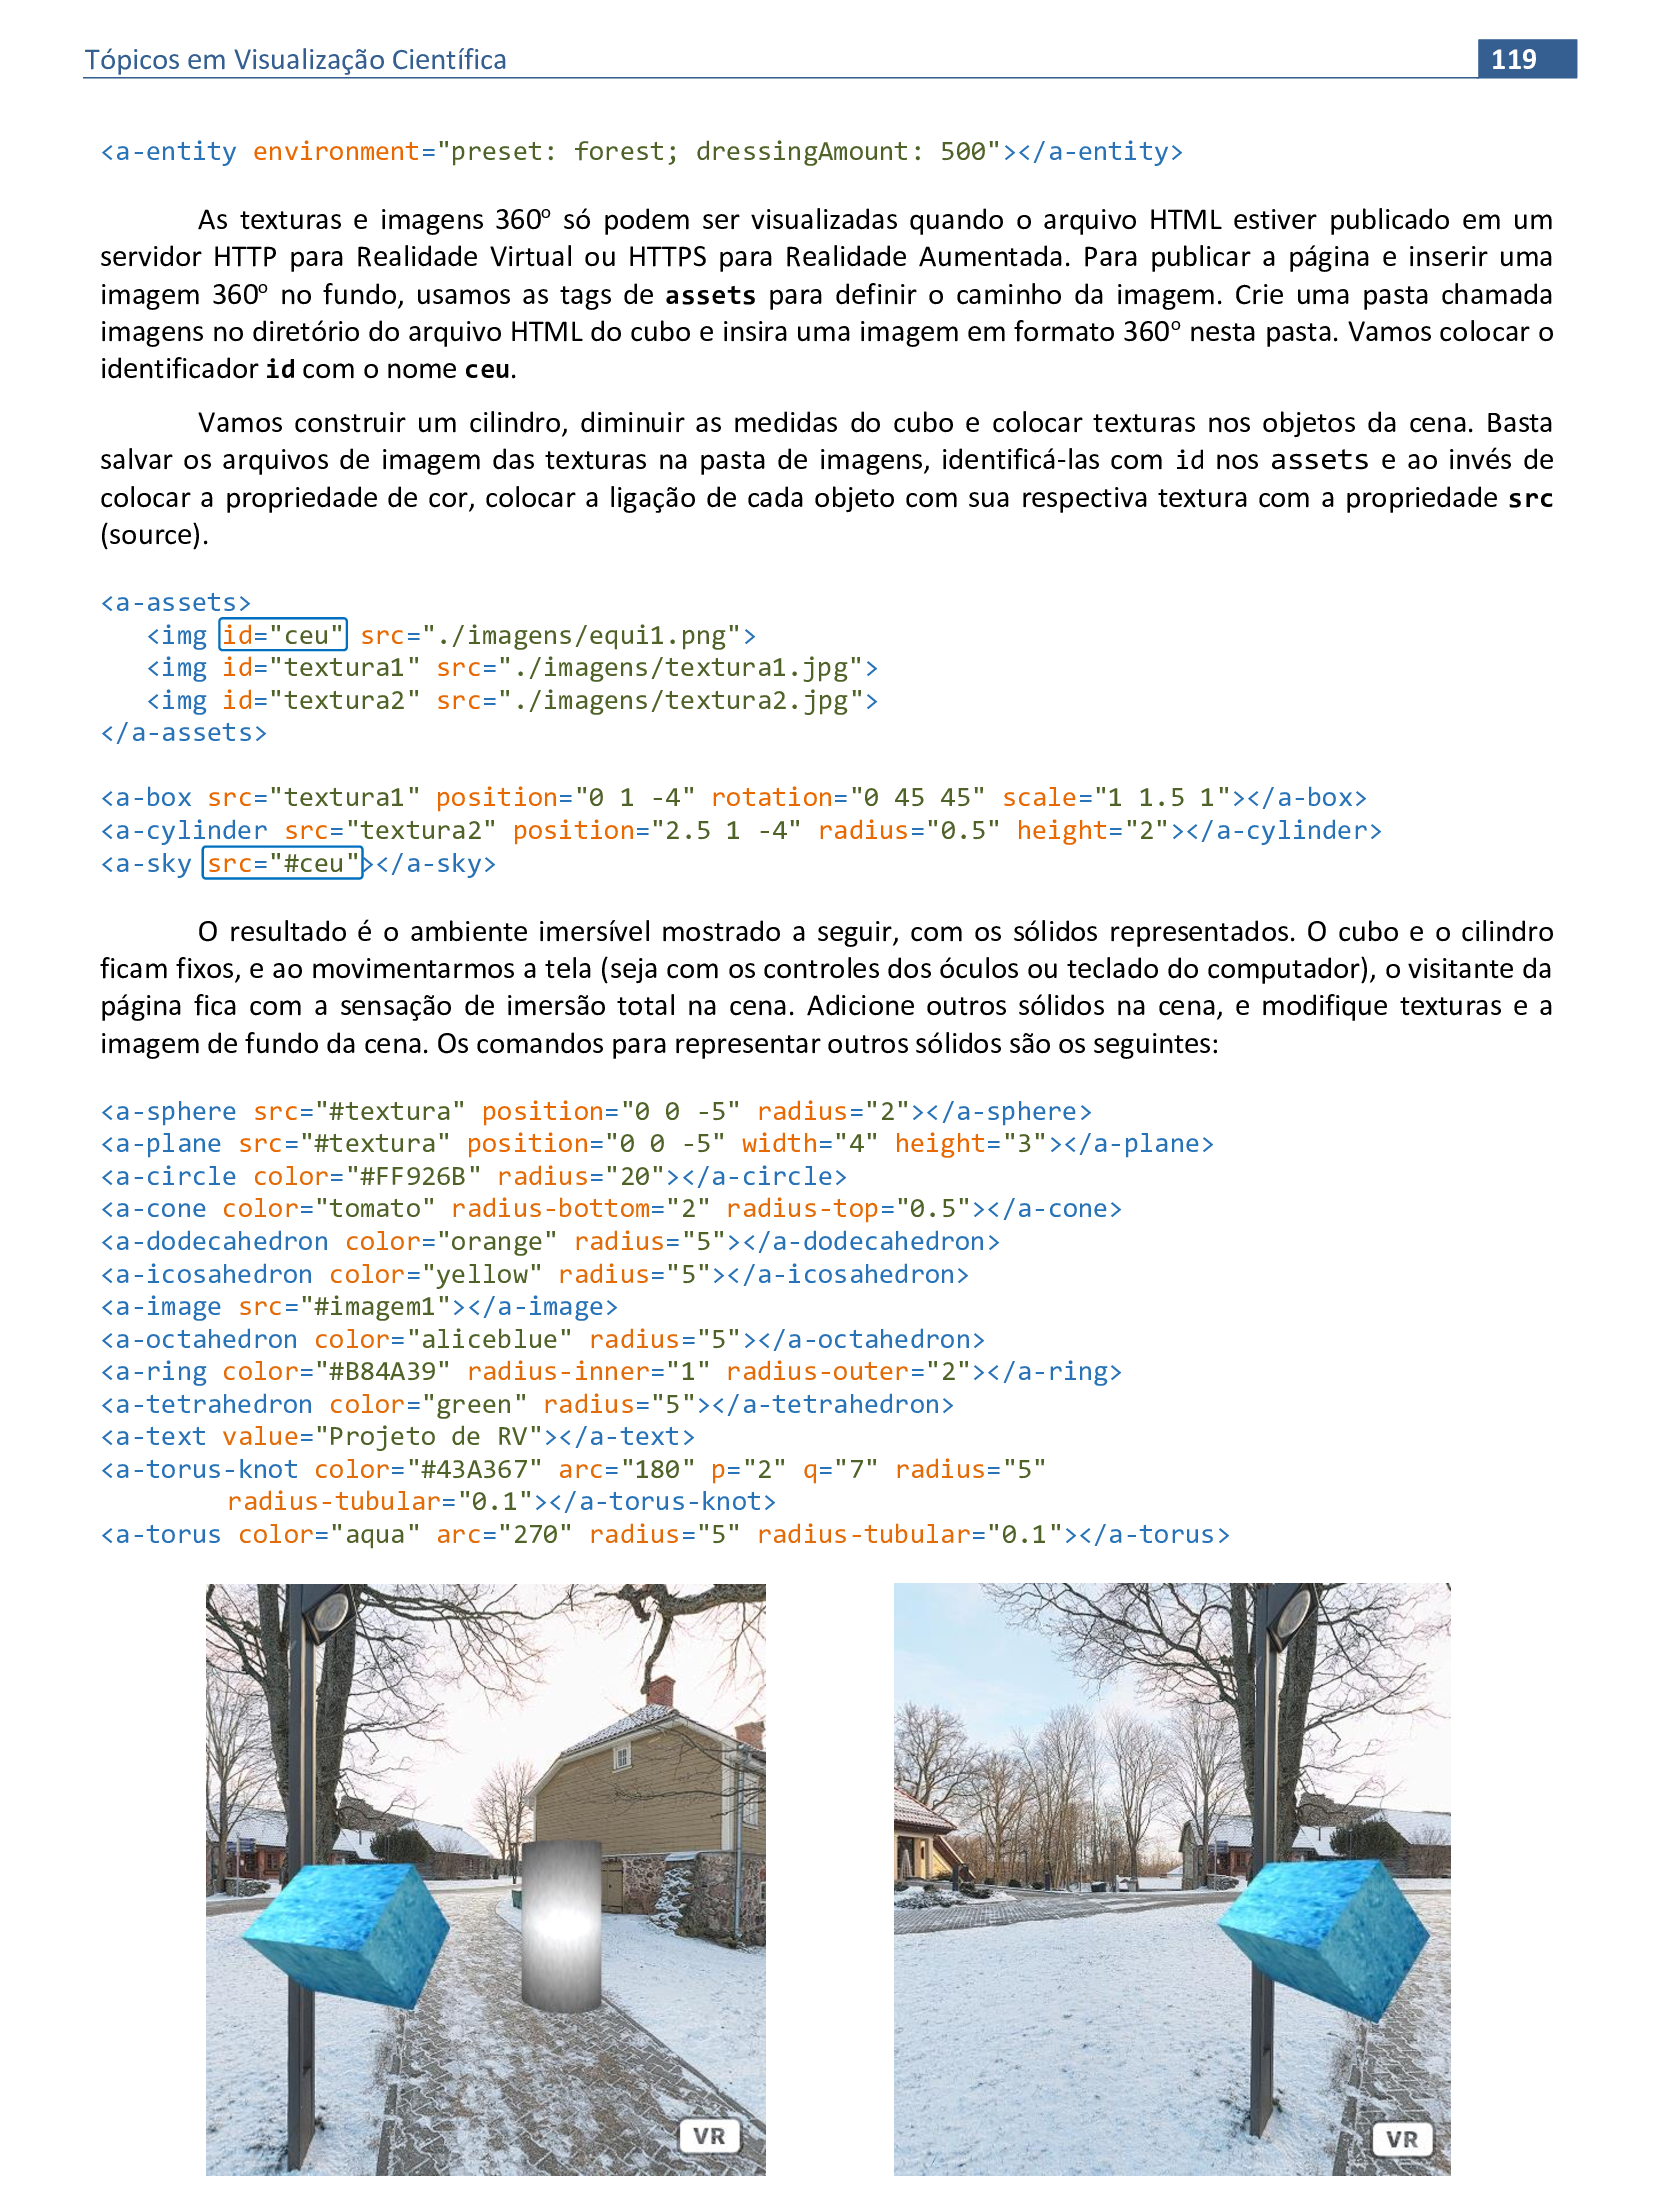 Tópicos em Visualização Científica
119
<a-entity environment="preset: forest; dressingAmount: 500"></a-entity>
As texturas e imagens 360º só podem ser visualizadas quando o arquivo HTML estiver publicado em um
servidor HTTP para Realidade Virtual ou HTTPS para Realidade Aumentada. Para publicar a página e inserir uma
imagem 360º no fundo, usamos as tags de assets para definir o caminho da imagem. Crie uma pasta chamada
imagens no diretório do arquivo HTML do cubo e insira uma imagem em formato 360º nesta pasta. Vamos colocar o
identificador id com o nome ceu.
Vamos construir um cilindro, diminuir as medidas do cubo e colocar texturas nos objetos da cena. Basta
salvar os arquivos de imagem das texturas na pasta de imagens, identificá-las com id nos assets e ao invés de
colocar a propriedade de cor, colocar a ligação de cada objeto com sua respectiva textura com a propriedade src
(source).
<a-assets>
<img id="ceu" src="./imagens/equi1.png">
<img id="textura1" src="./imagens/textura1.jpg">
<img id="textura2" src="./imagens/textura2.jpg">
</a-assets>
<a-box src="textura1" position="0 1 -4" rotation="0 45 45" scale="1 1.5 1"></a-box>
<a-cylinder src="textura2" position="2.5 1 -4" radius="0.5" height="2"></a-cylinder>
<a-sky src="#ceu"></a-sky>
O resultado é o ambiente imersível mostrado a seguir, com os sólidos representados. O cubo e o cilindro
ficam fixos, e ao movimentarmos a tela (seja com os controles dos óculos ou teclado do computador), o visitante da
página fica com a sensação de imersão total na cena. Adicione outros sólidos na cena, e modifique texturas e a
imagem de fundo da cena. Os comandos para representar outros sólidos são os seguintes:
<a-sphere src="#textura" position="0 0 -5" radius="2"></a-sphere>
<a-plane src="#textura" position="0 0 -5" width="4" height="3"></a-plane>
<a-circle color="#FF926B" radius="20"></a-circle>
<a-cone color="tomato" radius-bottom="2" radius-top="0.5"></a-cone>
<a-dodecahedron color="orange" radius="5"></a-dodecahedron>
<a-icosahedron color="yellow" radius="5"></a-icosahedron>
<a-image src="#imagem1"></a-image>
<a-octahedron color="aliceblue" radius="5"></a-octahedron>
<a-ring color="#B84A39" radius-inner="1" radius-outer="2"></a-ring>
<a-tetrahedron color="green" radius="5"></a-tetrahedron>
<a-text value="Projeto de RV"></a-text>
<a-torus-knot color="#43A367" arc="180" p="2" q="7" radius="5"
radius-tubular="0.1"></a-torus-knot>
<a-torus color="aqua" arc="270" radius="5" radius-tubular="0.1"></a-torus>
VR
VR